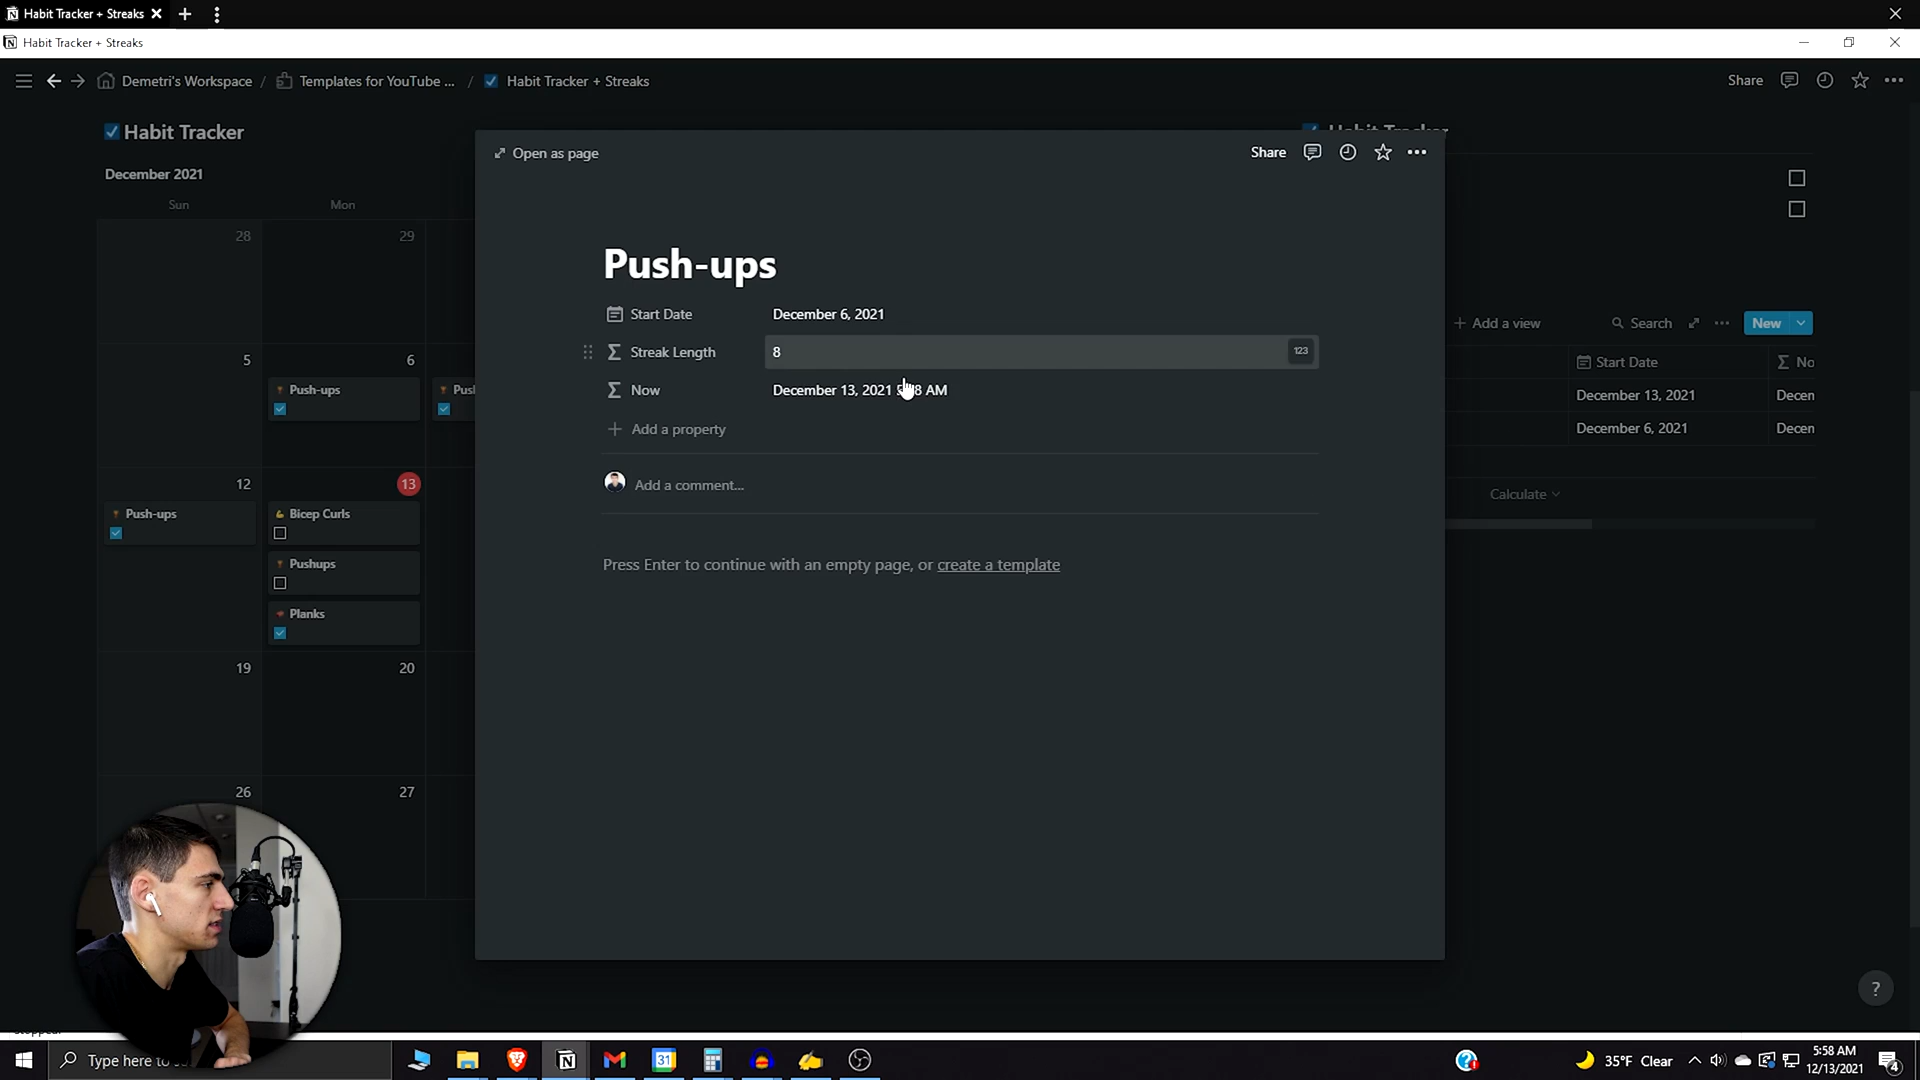 Habit Tracker + Streaks
Habit Tracker + Streaks
Demetri's Workspace / Templates for YouTube ... / Habit Tracker + Streaks
Share
Habit Tracker
December 2021
Sun Mon
28 29
5 6
Push-ups
12 13
Push-ups
Bicep Curls
Pushups
Planks
19 20
26 27
Open as page
Share
Push-ups
Start Date December 6, 2021
Streak Length 8 123
Now December 13, 2021 AM
Add a property
Add a comment...
Press Enter to continue with an empty page, or create a template
Add a view Search New
Start Date
December 13, 2021
December 6, 2021
Calculate
?
Type here to
31
35°F Clear
5:58 AM
12/13/2021
4